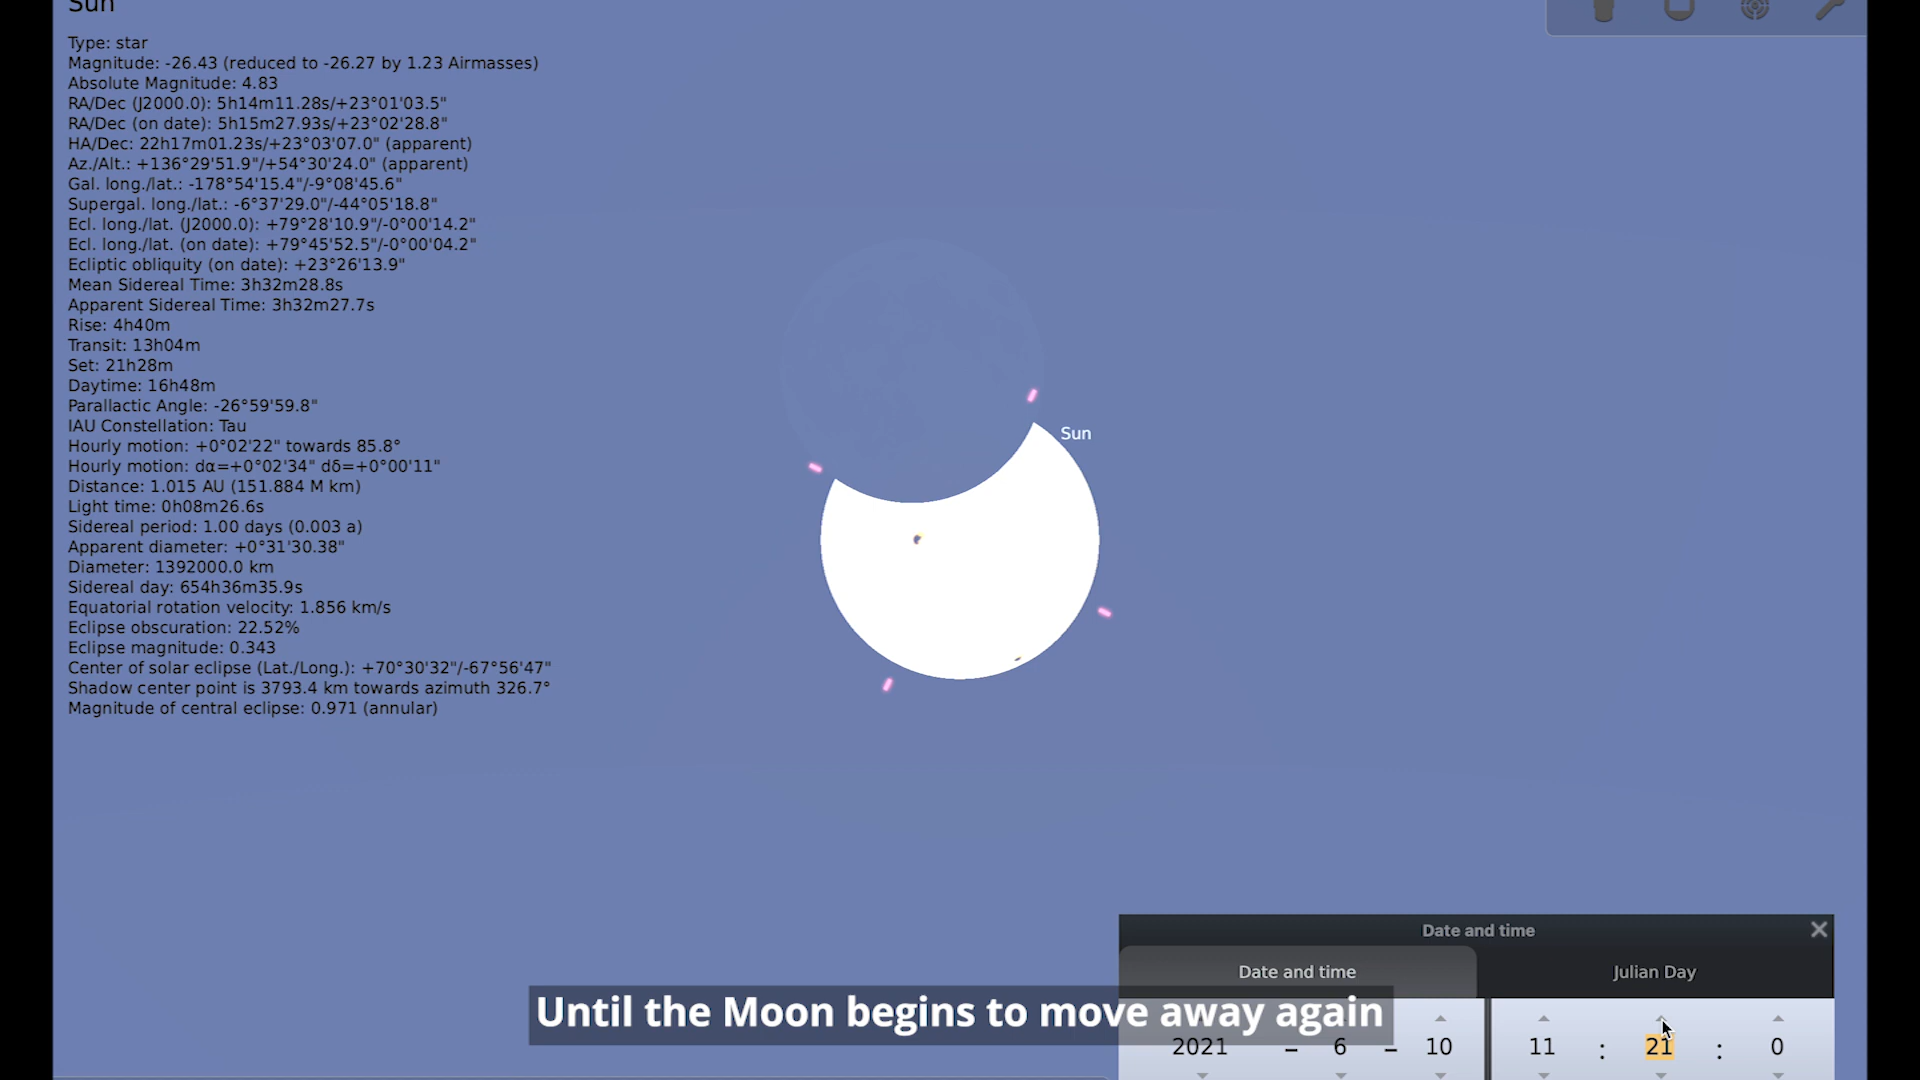 Sun
Type: star
Magnitude: -26.43 (reduced to -26.27 by 1.23 Airmasses)
Absolute Magnitude: 4.83
RA/Dec (J2000.0): 5h14m11.28s/+23°01'03.5"
RA/Dec (on date): 5h15m27.93s/+23°02'28.8"
HA/Dec: 22h17m01.23s/+23°03'07.0" (apparent)
Az./Alt.: +136°29'51.9"/+54°30'24.0" (apparent)
Gal. long./lat.: -178°54'15.4"/-9°08'45.6"
Supergal. long./lat.: -6°37'29.0"/-44°05'18.8"
Ecl. long./lat. (J2000.0): +79°28'10.9"/-0°00'14.2"
Ecl. long./lat. (on date): +79°45'52.5"/-0°00'04.2"
Ecliptic obliquity (on date): +23°26'13.9"
Mean Sidereal Time: 3h32m28.8s
Apparent Sidereal Time: 3h32m27.7s
Rise: 4h40m
Transit: 13h04m
Set: 21h28m
Daytime: 16h48m
Parallactic Angle: -26°59'59.8"
IAU Constellation: Tau
Hourly motion: +0°02'22" towards 85.8°
Hourly motion: dα=+0°02'34" dδ=+0°00'11"
Distance: 1.015 AU (151.884 M km)
Light time: 0h08m26.6s
Sidereal period: 1.00 days (0.003 a)
Apparent diameter: +0°31'30.38"
Diameter: 1392000.0 km
Sidereal day: 654h36m35.9s
Equatorial rotation velocity: 1.856 km/s
Eclipse obscuration: 22.52%
Eclipse magnitude: 0.343
Center of solar eclipse (Lat./Long.): +70°30'32"/-67°56'47"
Shadow center point is 3793.4 km towards azimuth 326.7°
Magnitude of central eclipse: 0.971 (annular)
Sun
Date and time
Date and time Julian Day
Until the Moon begins to move away again
2021 – 6 – 10 11 : 21 : 0